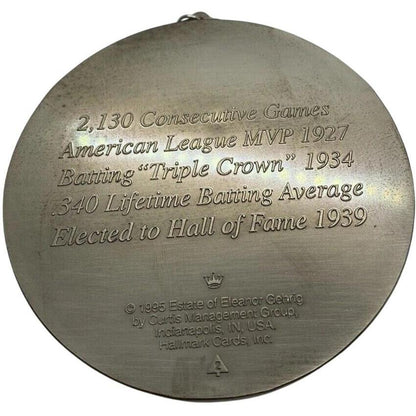 2,130 Consecutive Games
American League MVP 1927
Batting "Triple Crown" 1934
.340 Lifetime Batting Average
Elected to Hall of Fame 1939
© 1995 Estate of Eleanor Gehrig
by Curtis Management Group,
Indianapolis, IN, USA.
Hallmark Cards, Inc.